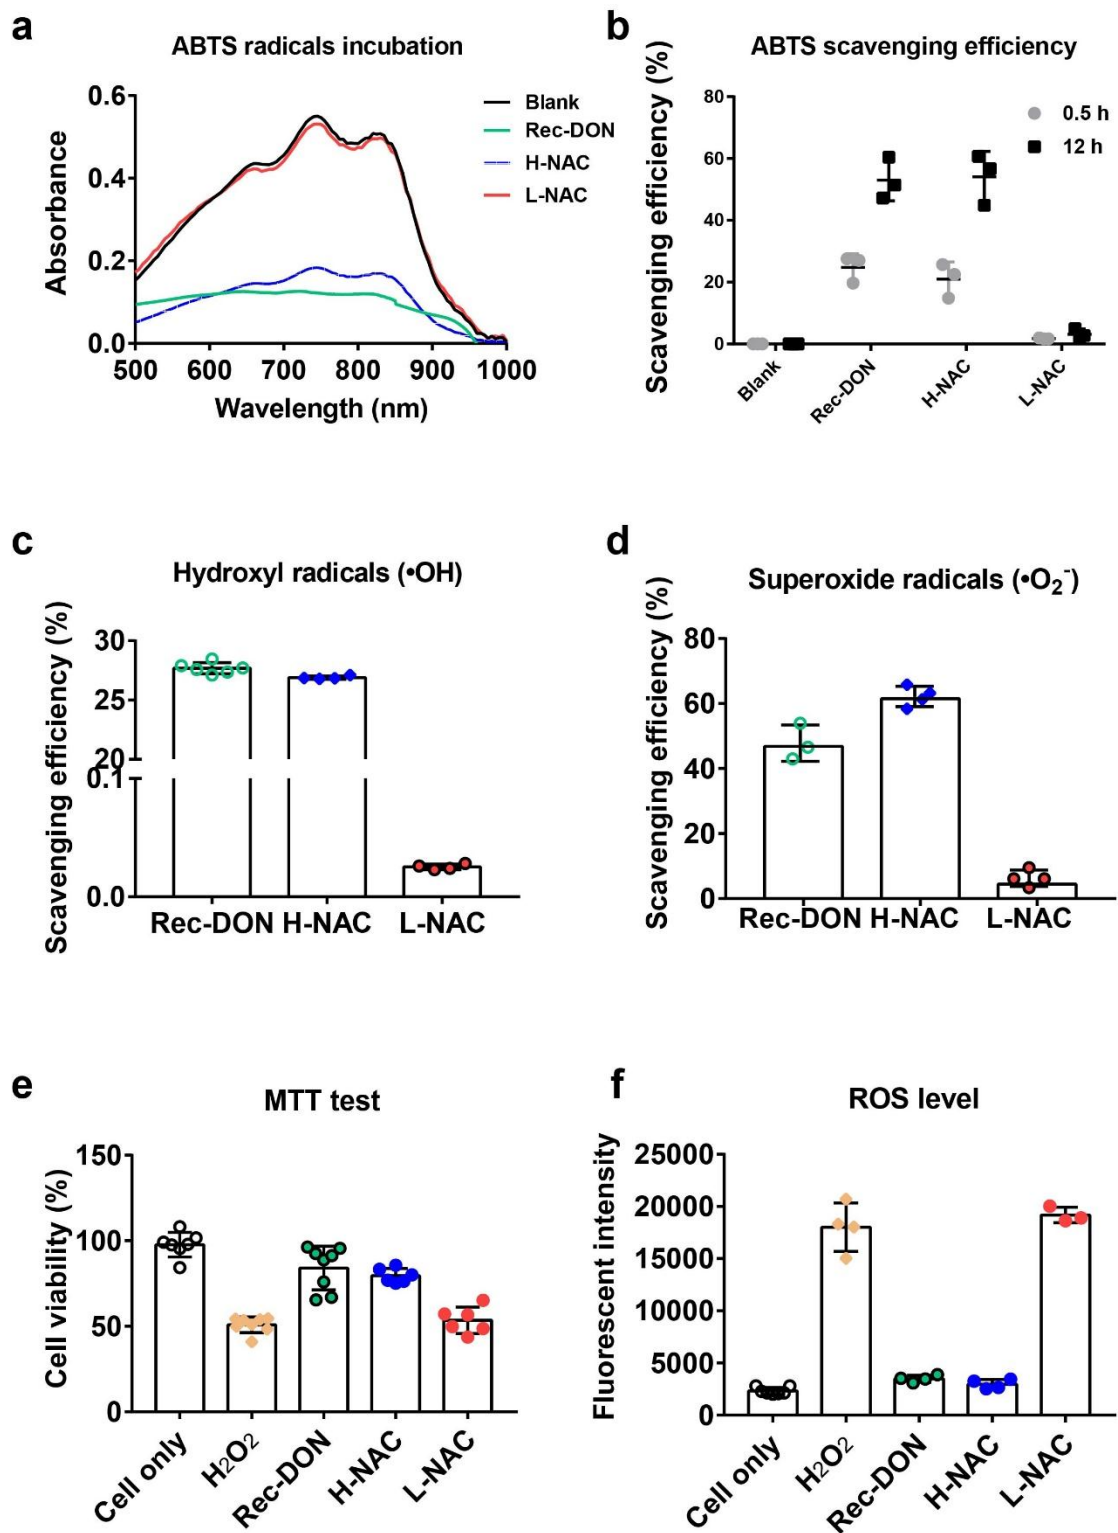 a
ABTS radicals incubation
Absorbance
0.6
0.4
0.2
0.0
500 600 700 800 900 1000
Wavelength (nm)
Blank
Rec-DON
H-NAC
L-NAC
b
ABTS scavenging efficiency
Scavenging efficiency (%)
80
60
40
20
0
Blank
Rec-DON
H-NAC
L-NAC
0.5 h
12 h
c
Hydroxyl radicals (•OH)
Scavenging efficiency (%)
30
25
20
0.1
0.0
Rec-DON H-NAC L-NAC
d
Superoxide radicals (•O₂⁻)
Scavenging efficiency (%)
80
60
40
20
0
Rec-DON H-NAC L-NAC
e
MTT test
Cell viability (%)
150
100
50
0
Cell only
H₂O₂
Rec-DON
H-NAC
L-NAC
f
ROS level
Fluorescent intensity
25000
20000
15000
10000
5000
0
Cell only
H₂O₂
Rec-DON
H-NAC
L-NAC